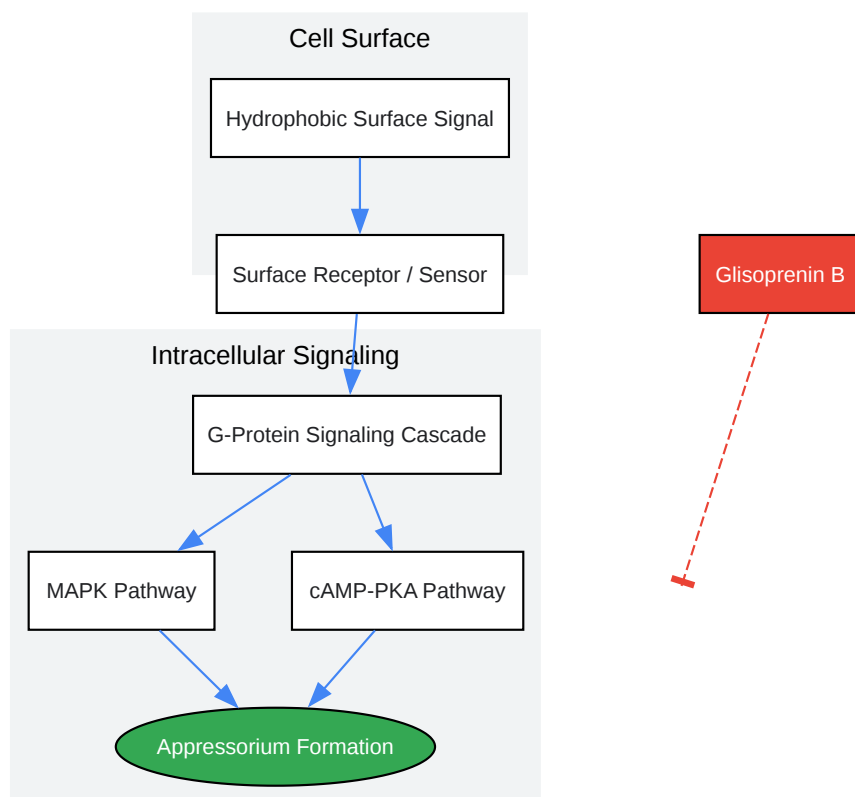 Cell Surface
Hydrophobic Surface Signal
Surface Receptor / Sensor
Glisoprenin B
Intracellular Signaling
G-Protein Signaling Cascade
MAPK Pathway
cAMP-PKA Pathway
Appressorium Formation